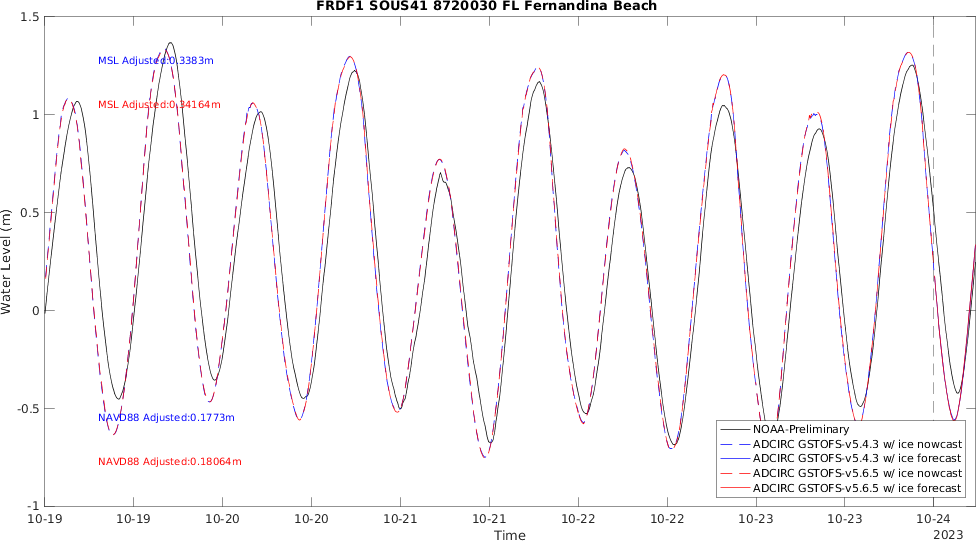 FRDF1 SOUS41 8720030 FL Fernandina Beach
1.5
MSL Adjusted:0.3383m
MSL Adjusted:0.34164m
1
0.5
Water Level (m)
0
-0.5
NAVD88 Adjusted:0.1773m
NAVD88 Adjusted:0.18064m
NOAA-Preliminary
ADCIRC GSTOFS-v5.4.3 w/ ice nowcast
ADCIRC GSTOFS-v5.4.3 w/ ice forecast
ADCIRC GSTOFS-v5.6.5 w/ ice nowcast
ADCIRC GSTOFS-v5.6.5 w/ ice forecast
-1
10-19 10-19 10-20 10-20 10-21 10-21 10-22 10-22 10-23 10-23 10-24
Time
2023